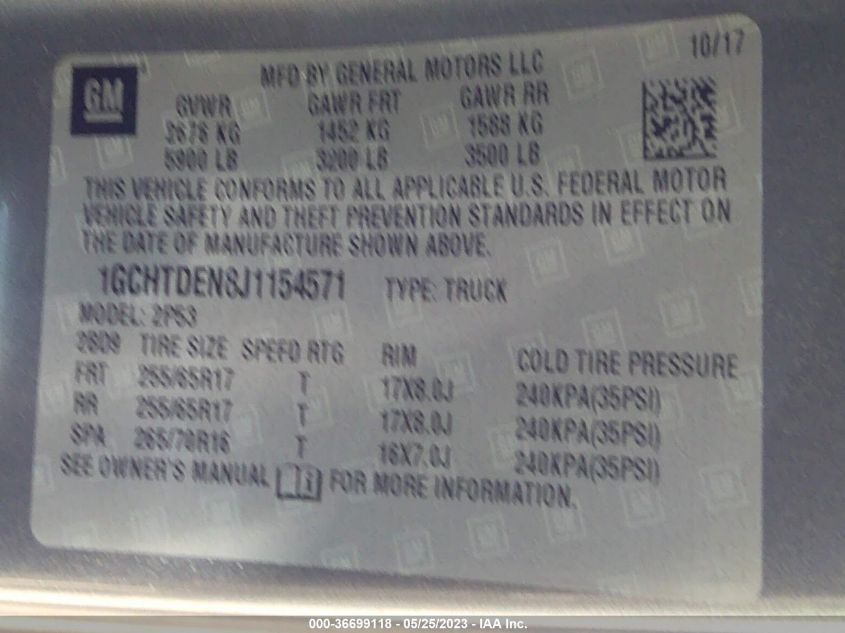 10/17
GM
MFD BY GENERAL MOTORS LLC
GVWR GAWR FRT GAWR RR
2676 KG 1452 KG 1588 KG
5900 LB 3200 LB 3500 LB
THIS VEHICLE CONFORMS TO ALL APPLICABLE U.S. FEDERAL MOTOR
VEHICLE SAFETY AND THEFT PREVENTION STANDARDS IN EFFECT ON
THE DATE OF MANUFACTURE SHOWN ABOVE.
1GCHTDEN8J1154571 TYPE: TRUCK
MODEL: 2P53
TIRE SIZE SPEED RTG RIM COLD TIRE PRESSURE
FRT 255/65R17 T 17X8.0J 240KPA(35PSI)
RR 255/65R17 T 17X8.0J 240KPA(35PSI)
SPA 265/70R16 T 16X7.0J 240KPA(35PSI)
SEE OWNER'S MANUAL FOR MORE INFORMATION.
000-36699118 - 05/25/2023 - IAA Inc.